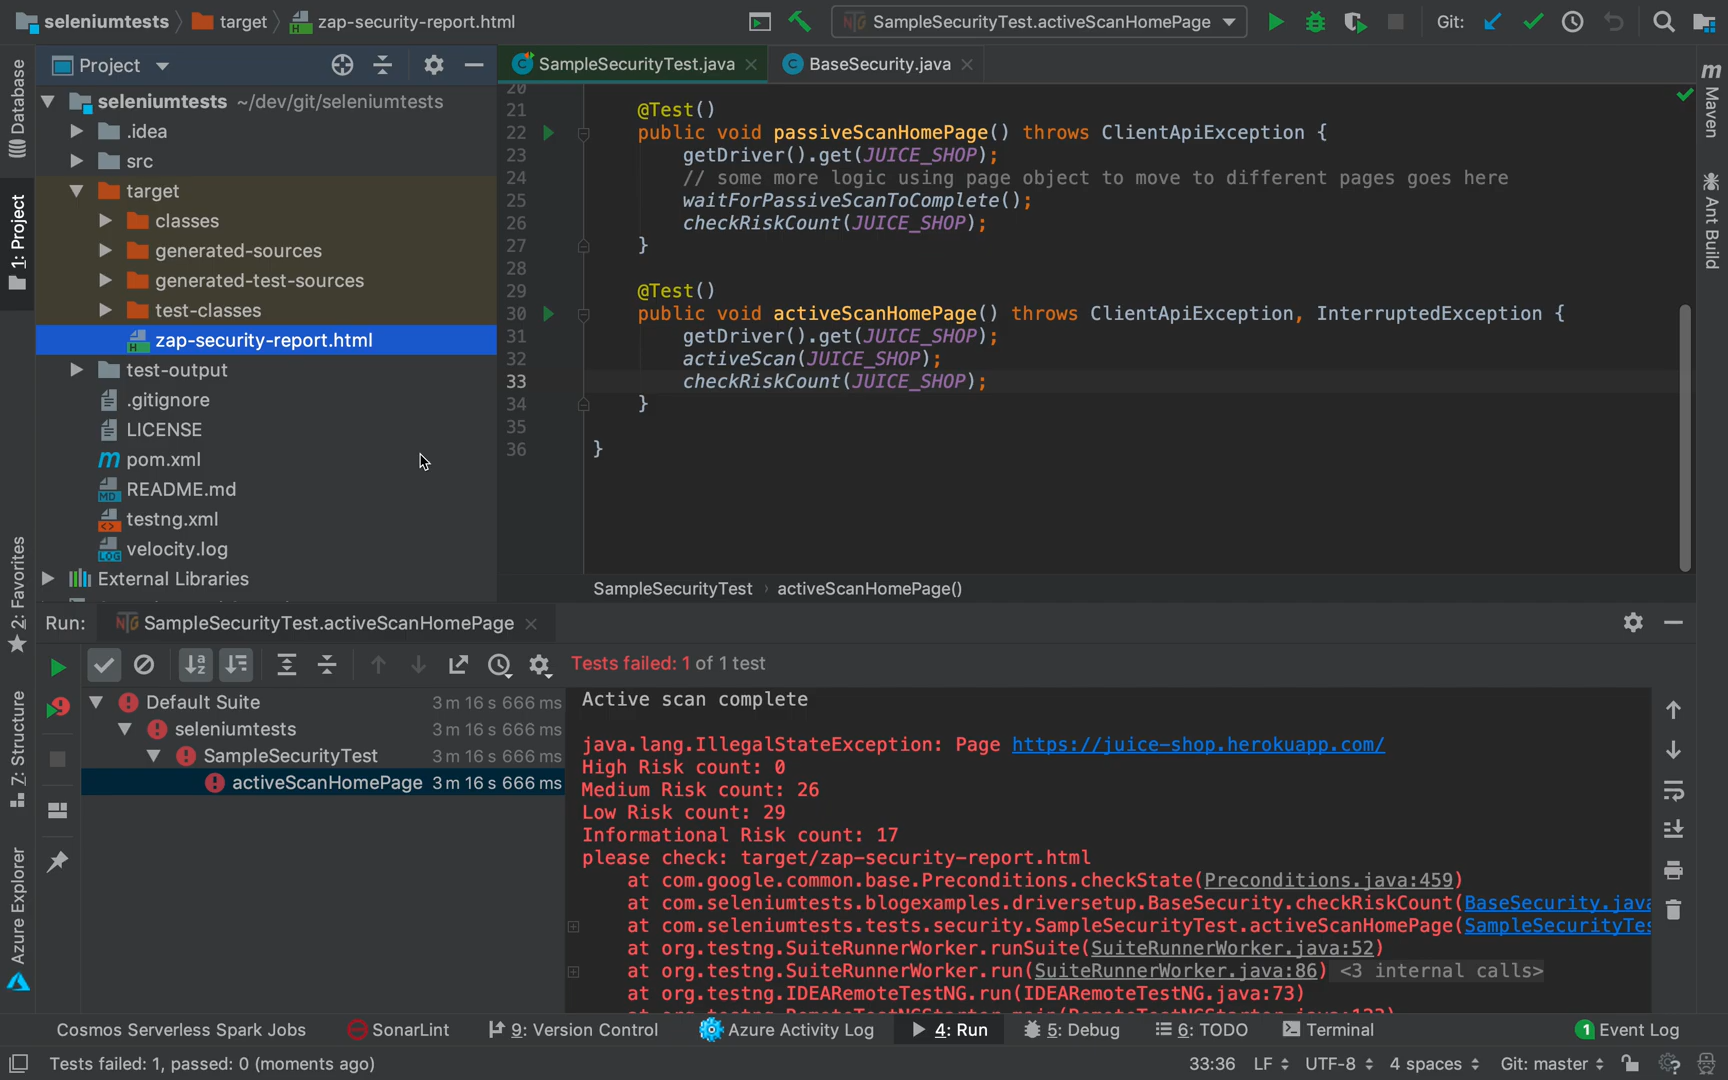 seleniumtests target zap-security-report.html SampleSecurityTest.activeScanHomePage Git:
Database
1: Project
2: Favorites
7: Structure
Azure Explorer
Project
seleniumtests ~/dev/git/seleniumtests
.idea
src
target
classes
generated-sources
generated-test-sources
test-classes
zap-security-report.html
test-output
.gitignore
LICENSE
m pom.xml
README.md
testng.xml
velocity.log
External Libraries
SampleSecurityTest.java BaseSecurity.java
20
21 @Test()
22 public void passiveScanHomePage() throws ClientApiException {
23 getDriver().get(JUICE_SHOP);
24 // some more logic using page object to move to different pages goes here
25 waitForPassiveScanToComplete();
26 checkRiskCount(JUICE_SHOP);
27 }
28
29 @Test()
30 public void activeScanHomePage() throws ClientApiException, InterruptedException {
31 getDriver().get(JUICE_SHOP);
32 activeScan(JUICE_SHOP);
33 checkRiskCount(JUICE_SHOP);
34 }
35
36 }
SampleSecurityTest › activeScanHomePage()
m Maven
Ant Build
Run: SampleSecurityTest.activeScanHomePage
Tests failed: 1 of 1 test
Default Suite 3 m 16 s 666 ms
seleniumtests 3 m 16 s 666 ms
SampleSecurityTest 3 m 16 s 666 ms
activeScanHomePage 3 m 16 s 666 ms
Active scan complete
java.lang.IllegalStateException: Page https://juice-shop.herokuapp.com/
High Risk count: 0
Medium Risk count: 26
Low Risk count: 29
Informational Risk count: 17
please check: target/zap-security-report.html
at com.google.common.base.Preconditions.checkState(Preconditions.java:459)
at com.seleniumtests.blogexamples.driversetup.BaseSecurity.checkRiskCount(BaseSecurity.java
at com.seleniumtests.tests.security.SampleSecurityTest.activeScanHomePage(SampleSecurityTes
at org.testng.SuiteRunnerWorker.runSuite(SuiteRunnerWorker.java:52)
at org.testng.SuiteRunnerWorker.run(SuiteRunnerWorker.java:86) <3 internal calls>
at org.testng.IDEARemoteTestNG.run(IDEARemoteTestNG.java:73)
Cosmos Serverless Spark Jobs SonarLint 9: Version Control Azure Activity Log 4: Run 5: Debug 6: TODO Terminal 1 Event Log
Tests failed: 1, passed: 0 (moments ago) 33:36 LF UTF-8 4 spaces Git: master